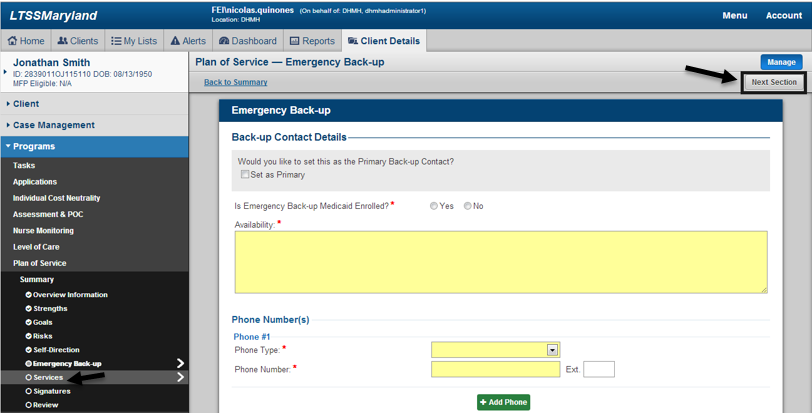 LTSSMaryland
FEI\nicolas.quinones (On behalf of: DHMH, dhmhadministrator1)
Location: DHMH
Menu Account
Home Clients My Lists Alerts Dashboard Reports Client Details
Jonathan Smith
ID: 2839011OJ115110 DOB: 08/13/1950
MFP Eligible: N/A
Plan of Service — Emergency Back-up
Manage
Back to Summary
Next Section
Client
Case Management
Programs
Tasks
Applications
Individual Cost Neutrality
Assessment & POC
Nurse Monitoring
Level of Care
Plan of Service
Summary
Overview Information
Strengths
Goals
Risks
Self-Direction
Emergency Back-up
Services
Signatures
Review
Emergency Back-up
Back-up Contact Details
Would you like to set this as the Primary Back-up Contact?
Set as Primary
Is Emergency Back-up Medicaid Enrolled? * Yes No
Availability: *
Phone Number(s)
Phone #1
Phone Type: *
Phone Number: * Ext.
+ Add Phone